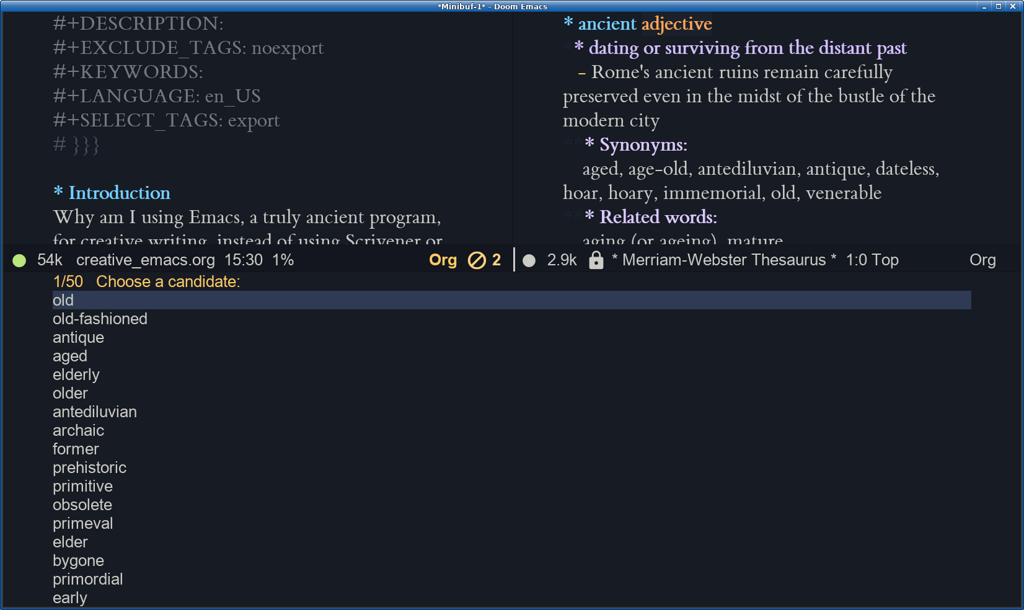 *Minibuf-1* - Doom Emacs
#+DESCRIPTION:
#+EXCLUDE_TAGS: noexport
#+KEYWORDS:
#+LANGUAGE: en_US
#+SELECT_TAGS: export
# }}}
* Introduction
Why am I using Emacs, a truly ancient program,
for creative writing, instead of using Scrivener or
* ancient adjective
* dating or surviving from the distant past
- Rome's ancient ruins remain carefully
preserved even in the midst of the bustle of the
modern city
* Synonyms:
aged, age-old, antediluvian, antique, dateless,
hoar, hoary, immemorial, old, venerable
* Related words:
aging (or ageing), mature
54k creative_emacs.org 15:30 1% Org 2
2.9k * Merriam-Webster Thesaurus * 1:0 Top Org
1/50 Choose a candidate:
old
old-fashioned
antique
aged
elderly
older
antediluvian
archaic
former
prehistoric
primitive
obsolete
primeval
elder
bygone
primordial
early